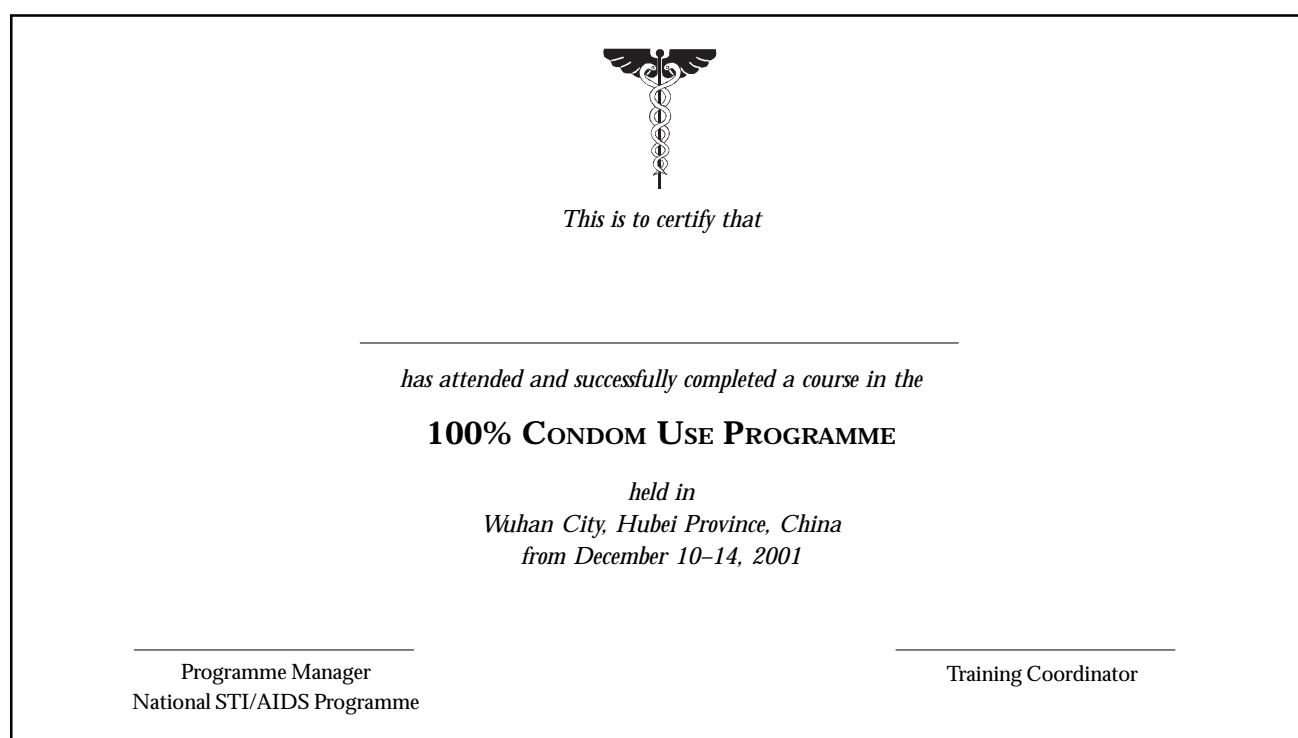 This is to certify that
has attended and successfully completed a course in the
100% CONDOM USE PROGRAMME
held in
Wuhan City, Hubei Province, China
from December 10–14, 2001
Programme Manager
National STI/AIDS Programme
Training Coordinator